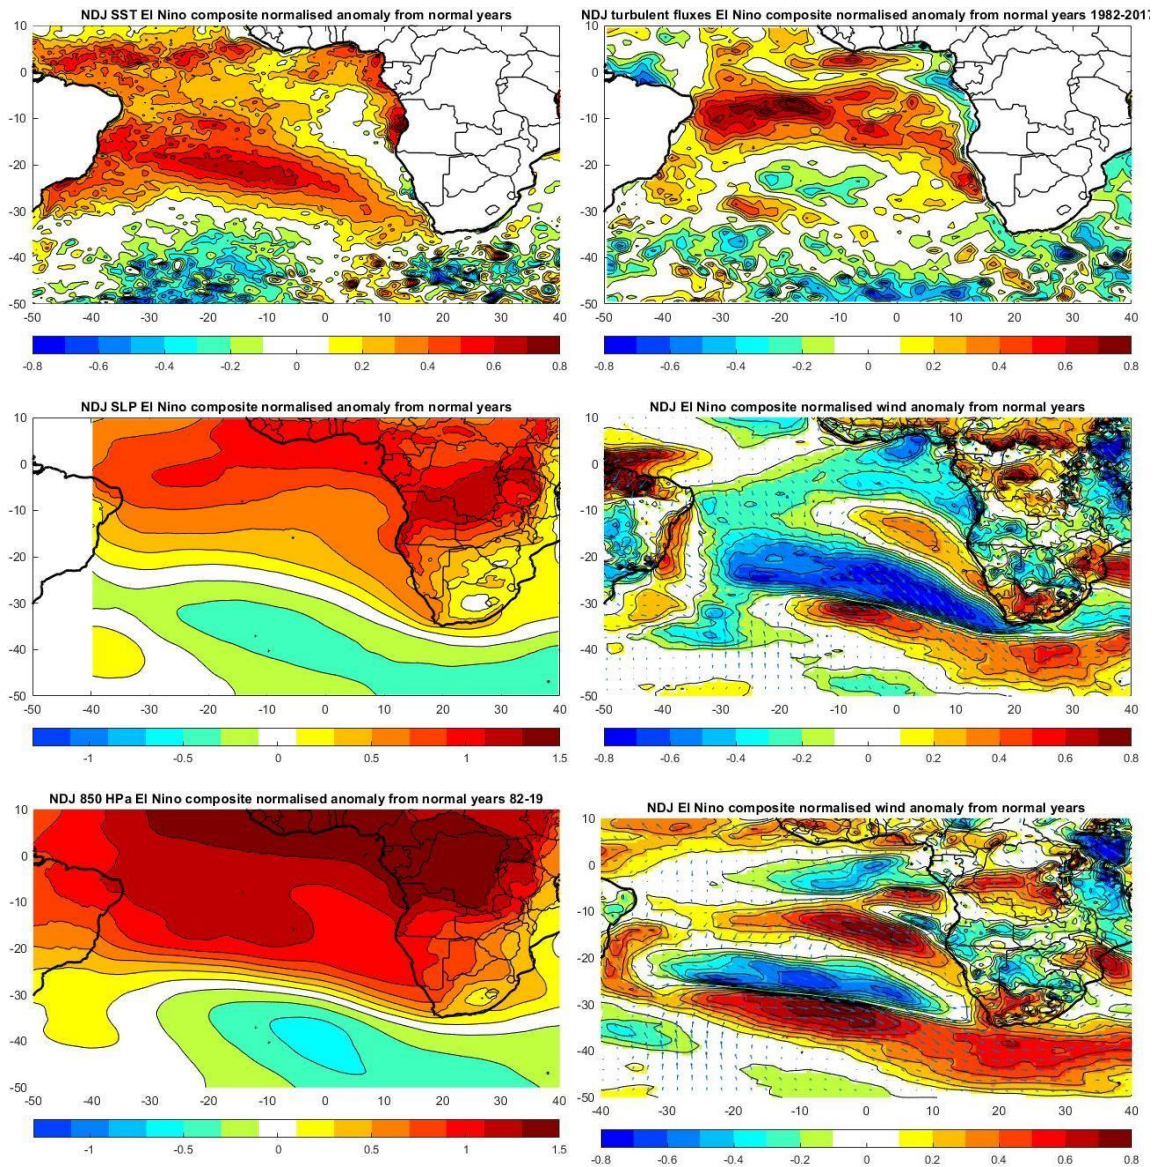 NDJ SST El Nino composite normalised anomaly from normal years
10
0
-10
-20
-30
-40
-50
-50 -40 -30 -20 -10 0 10 20 30 40
-0.8 -0.6 -0.4 -0.2 0 0.2 0.4 0.6 0.8
NDJ turbulent fluxes El Nino composite normalised anomaly from normal years 1982-2017
10
0
-10
-20
-30
-40
-50
-50 -40 -30 -20 -10 0 10 20 30 40
-0.8 -0.6 -0.4 -0.2 0 0.2 0.4 0.6 0.8
NDJ SLP El Nino composite normalised anomaly from normal years
10
0
-10
-20
-30
-40
-50
-50 -40 -30 -20 -10 0 10 20 30 40
-1 -0.5 0 0.5 1 1.5
NDJ El Nino composite normalised wind anomaly from normal years
10
0
-10
-20
-30
-40
-50
-50 -40 -30 -20 -10 0 10 20 30 40
-0.8 -0.6 -0.4 -0.2 0 0.2 0.4 0.6 0.8
NDJ 850 HPa El Nino composite normalised anomaly from normal years 82-19
10
0
-10
-20
-30
-40
-50
-50 -40 -30 -20 -10 0 10 20 30 40
-1 -0.5 0 0.5 1 1.5
NDJ El Nino composite normalised wind anomaly from normal years
10
0
-10
-20
-30
-40
-50
-40 -30 -20 -10 0 10 20 30 40
-0.8 -0.6 -0.4 -0.2 0 0.2 0.4 0.6 0.8